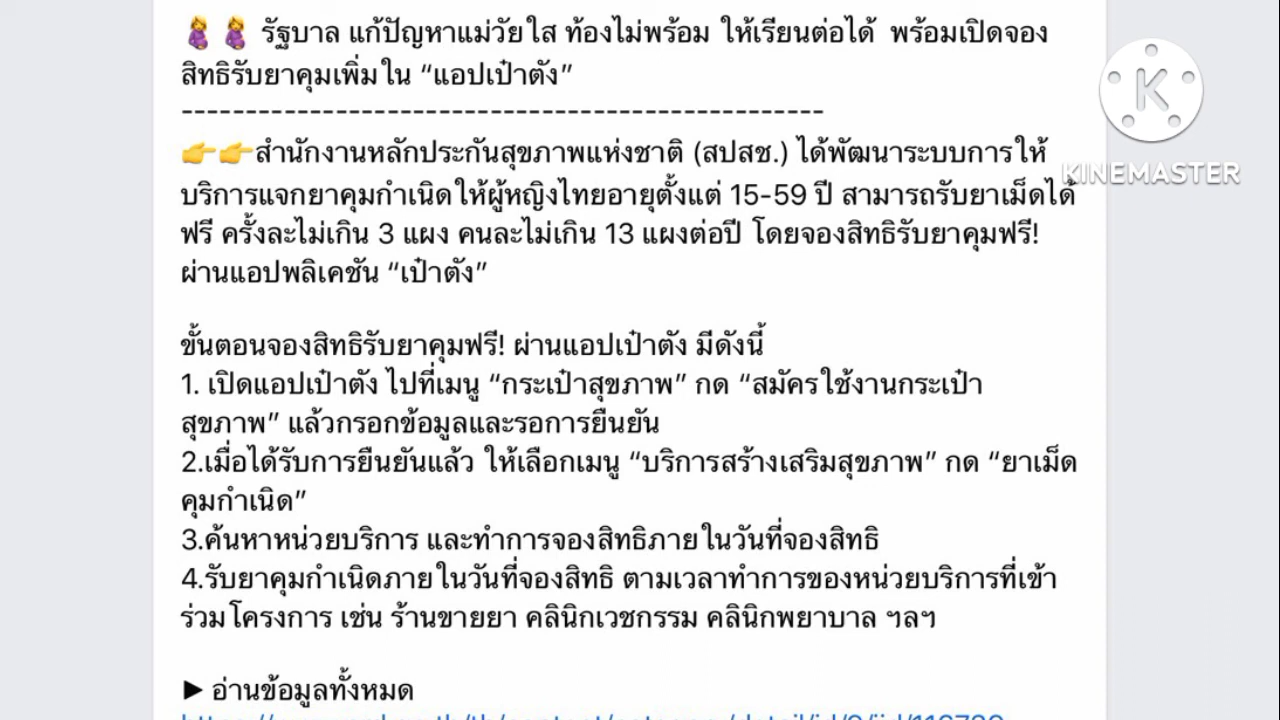 🤰🤰 รัฐบาล แก้ปัญหาแม่วัยใส ท้องไม่พร้อม ให้เรียนต่อได้ พร้อมเปิดจอง
สิทธิรับยาคุมเพิ่มใน “แอปเป๋าตัง”
--------------------------------------------------
👉👉สำนักงานหลักประกันสุขภาพแห่งชาติ (สปสช.) ได้พัฒนาระบบการให้
บริการแจกยาคุมกำเนิดให้ผู้หญิงไทยอายุตั้งแต่ 15-59 ปี สามารถรับยาเม็ดได้
ฟรี ครั้งละไม่เกิน 3 แผง คนละไม่เกิน 13 แผงต่อปี โดยจองสิทธิรับยาคุมฟรี!
ผ่านแอปพลิเคชัน “เป๋าตัง”
ขั้นตอนจองสิทธิรับยาคุมฟรี! ผ่านแอปเป๋าตัง มีดังนี้
1. เปิดแอปเป๋าตัง ไปที่เมนู “กระเป๋าสุขภาพ” กด “สมัครใช้งานกระเป๋า
สุขภาพ” แล้วกรอกข้อมูลและรอการยืนยัน
2.เมื่อได้รับการยืนยันแล้ว ให้เลือกเมนู “บริการสร้างเสริมสุขภาพ” กด “ยาเม็ด
คุมกำเนิด”
3.ค้นหาหน่วยบริการ และทำการจองสิทธิภายในวันที่จองสิทธิ
4.รับยาคุมกำเนิดภายในวันที่จองสิทธิ ตามเวลาทำการของหน่วยบริการที่เข้า
ร่วมโครงการ เช่น ร้านขายยา คลินิกเวชกรรม คลินิกพยาบาล ฯลฯ
▶ อ่านข้อมูลทั้งหมด
K
KINEMASTER